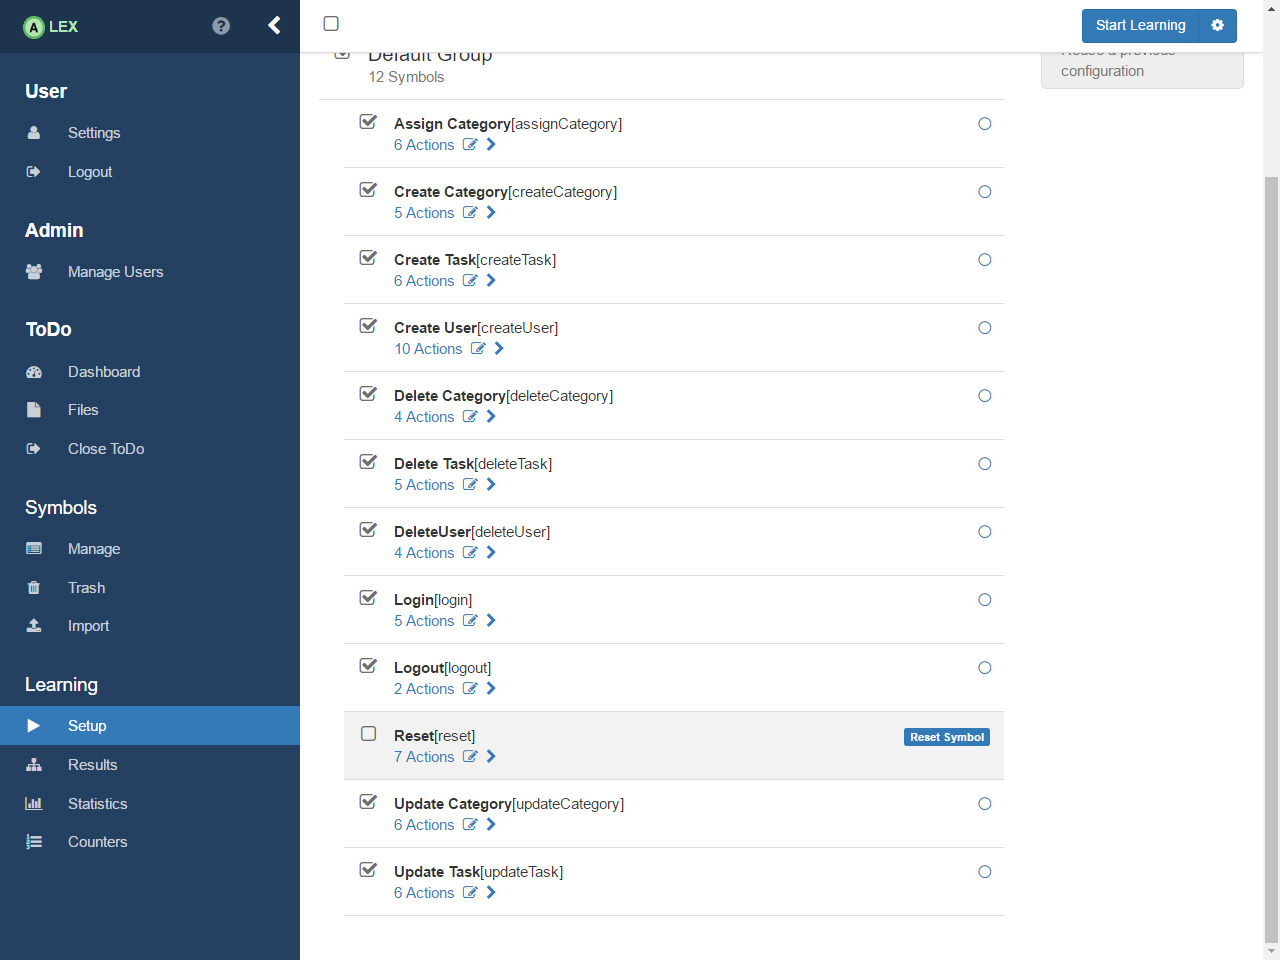 A LEX
User
Settings
Logout
Admin
Manage Users
ToDo
Dashboard
Files
Close ToDo
Symbols
Manage
Trash
Import
Learning
Setup
Results
Statistics
Counters
Start Learning
Default Group
12 Symbols
Reuse a previous
configuration
Assign Category[assignCategory]
6 Actions
Create Category[createCategory]
5 Actions
Create Task[createTask]
6 Actions
Create User[createUser]
10 Actions
Delete Category[deleteCategory]
4 Actions
Delete Task[deleteTask]
5 Actions
DeleteUser[deleteUser]
4 Actions
Login[login]
5 Actions
Logout[logout]
2 Actions
Reset[reset]
Reset Symbol
7 Actions
Update Category[updateCategory]
6 Actions
Update Task[updateTask]
6 Actions